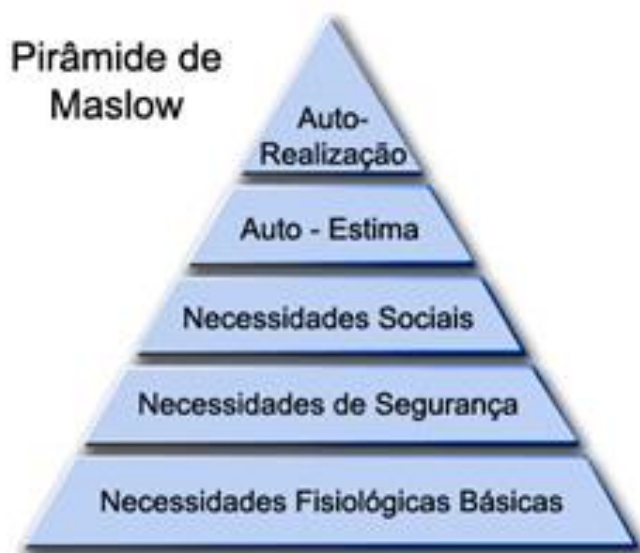 Pirâmide de
Maslow
Auto-
Realização
Auto - Estima
Necessidades Sociais
Necessidades de Segurança
Necessidades Fisiológicas Básicas